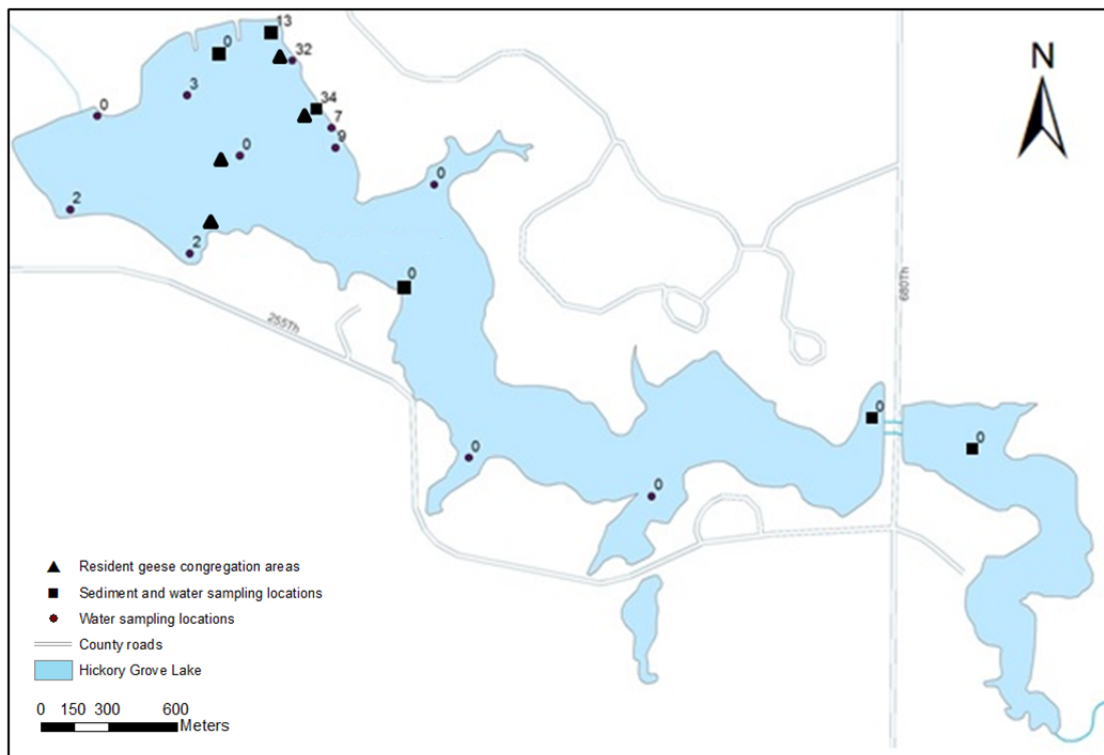 13
0
32
3
34
0
7
9
0
0
2
2
N
0
255Th
680Th
0
0
0
0
Resident geese congregation areas
Sediment and water sampling locations
Water sampling locations
County roads
Hickory Grove Lake
0 150 300 600
Meters